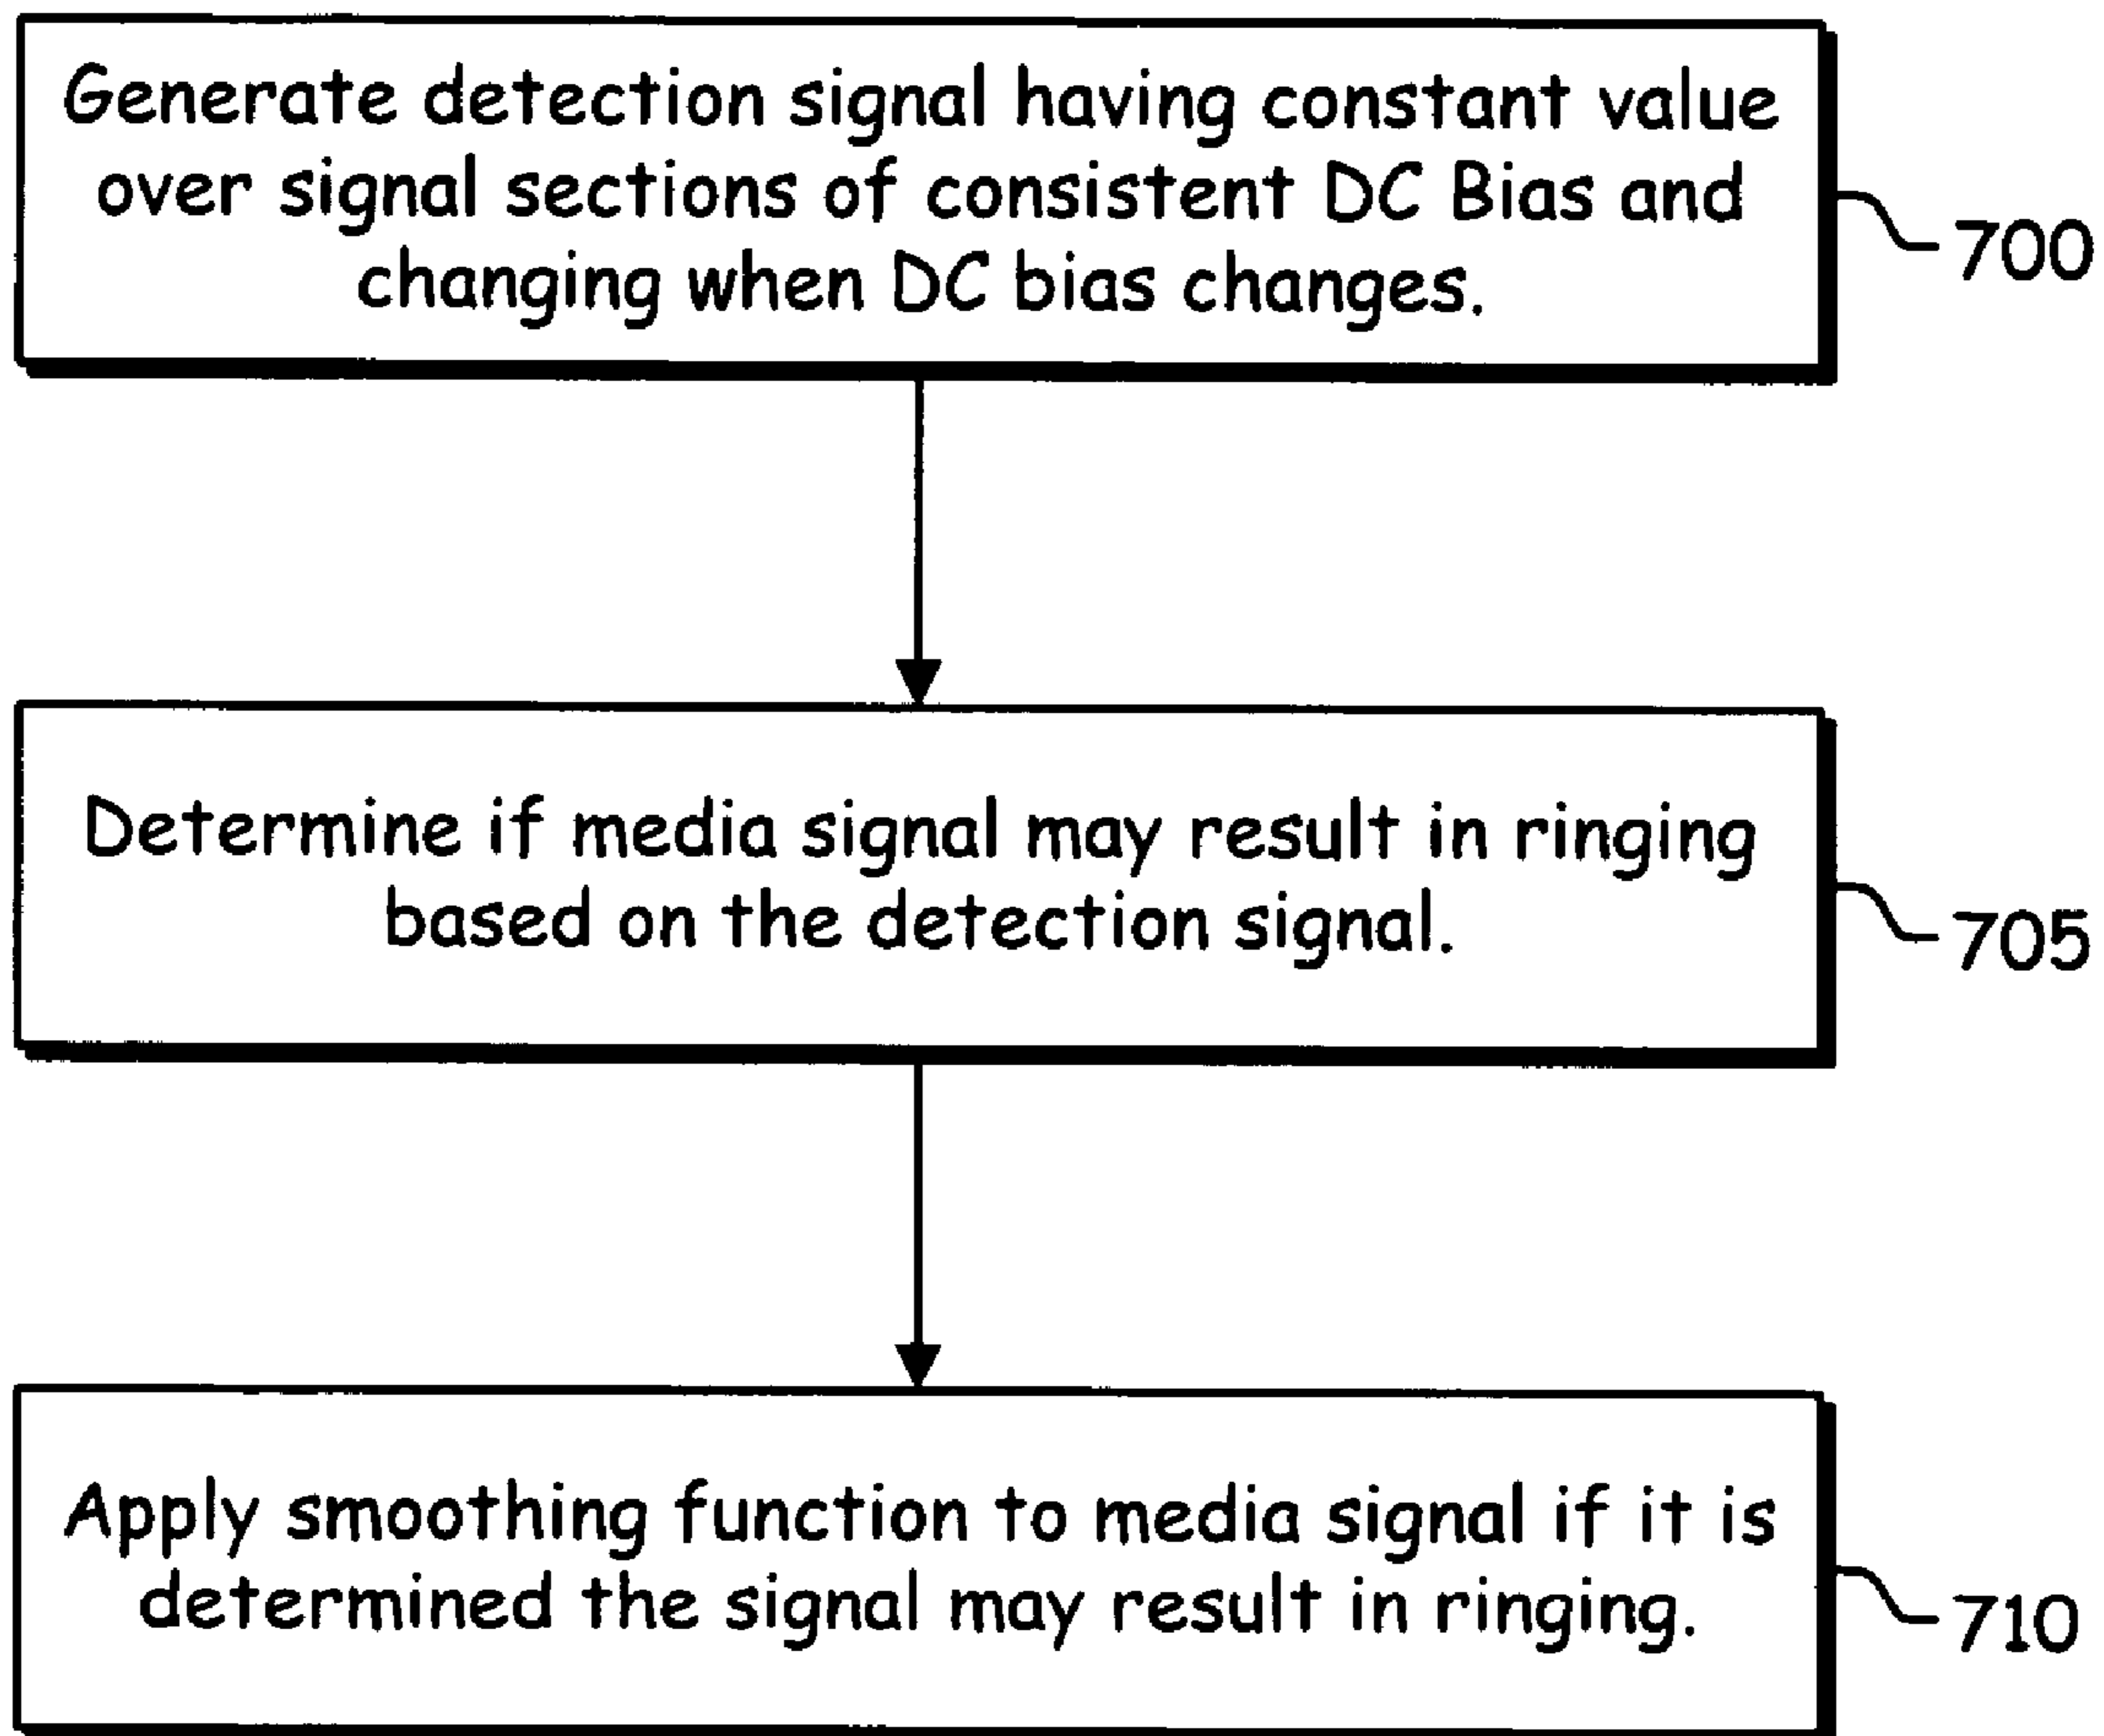 Generate detection signal having constant value
over signal sections of consistent DC Bias and
changing when DC bias changes.
700
Determine if media signal may result in ringing
based on the detection signal.
705
Apply smoothing function to media signal if it is
determined the signal may result in ringing.
710